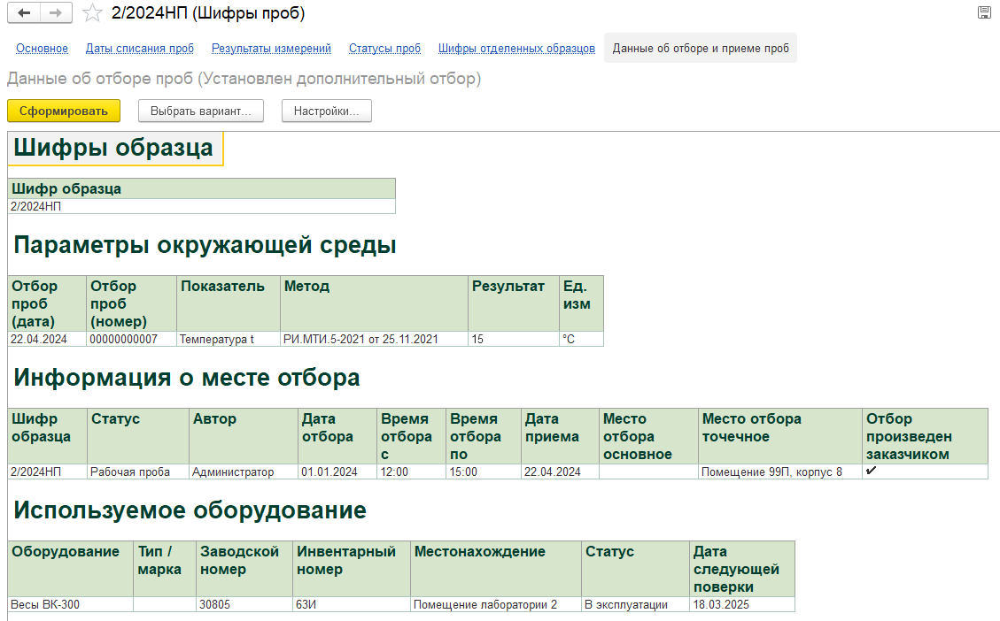 2/2024НП (Шифры проб)
Основное Даты списания проб Результаты измерений Статусы проб Шифры отделенных образцов Данные об отборе и приеме проб
Данные об отборе проб (Установлен дополнительный отбор)
Сформировать Выбрать вариант... Настройки...
Шифры образца
Шифр образца
2/2024НП
Параметры окружающей среды
Отбор проб (дата) Отбор проб (номер) Показатель Метод Результат Ед. изм
22.04.2024 00000000007 Температура t РИ.МТИ.5-2021 от 25.11.2021 15 °С
Информация о месте отбора
Шифр образца Статус Автор Дата отбора Время отбора с Время отбора по Дата приема Место отбора основное Место отбора точечное Отбор произведен заказчиком
2/2024НП Рабочая проба Администратор 01.01.2024 12:00 15:00 22.04.2024 Помещение 99П, корпус 8 ✔
Используемое оборудование
Оборудование Тип / марка Заводской номер Инвентарный номер Местонахождение Статус Дата следующей поверки
Весы ВК-300 30805 63И Помещение лаборатории 2 В эксплуатации 18.03.2025